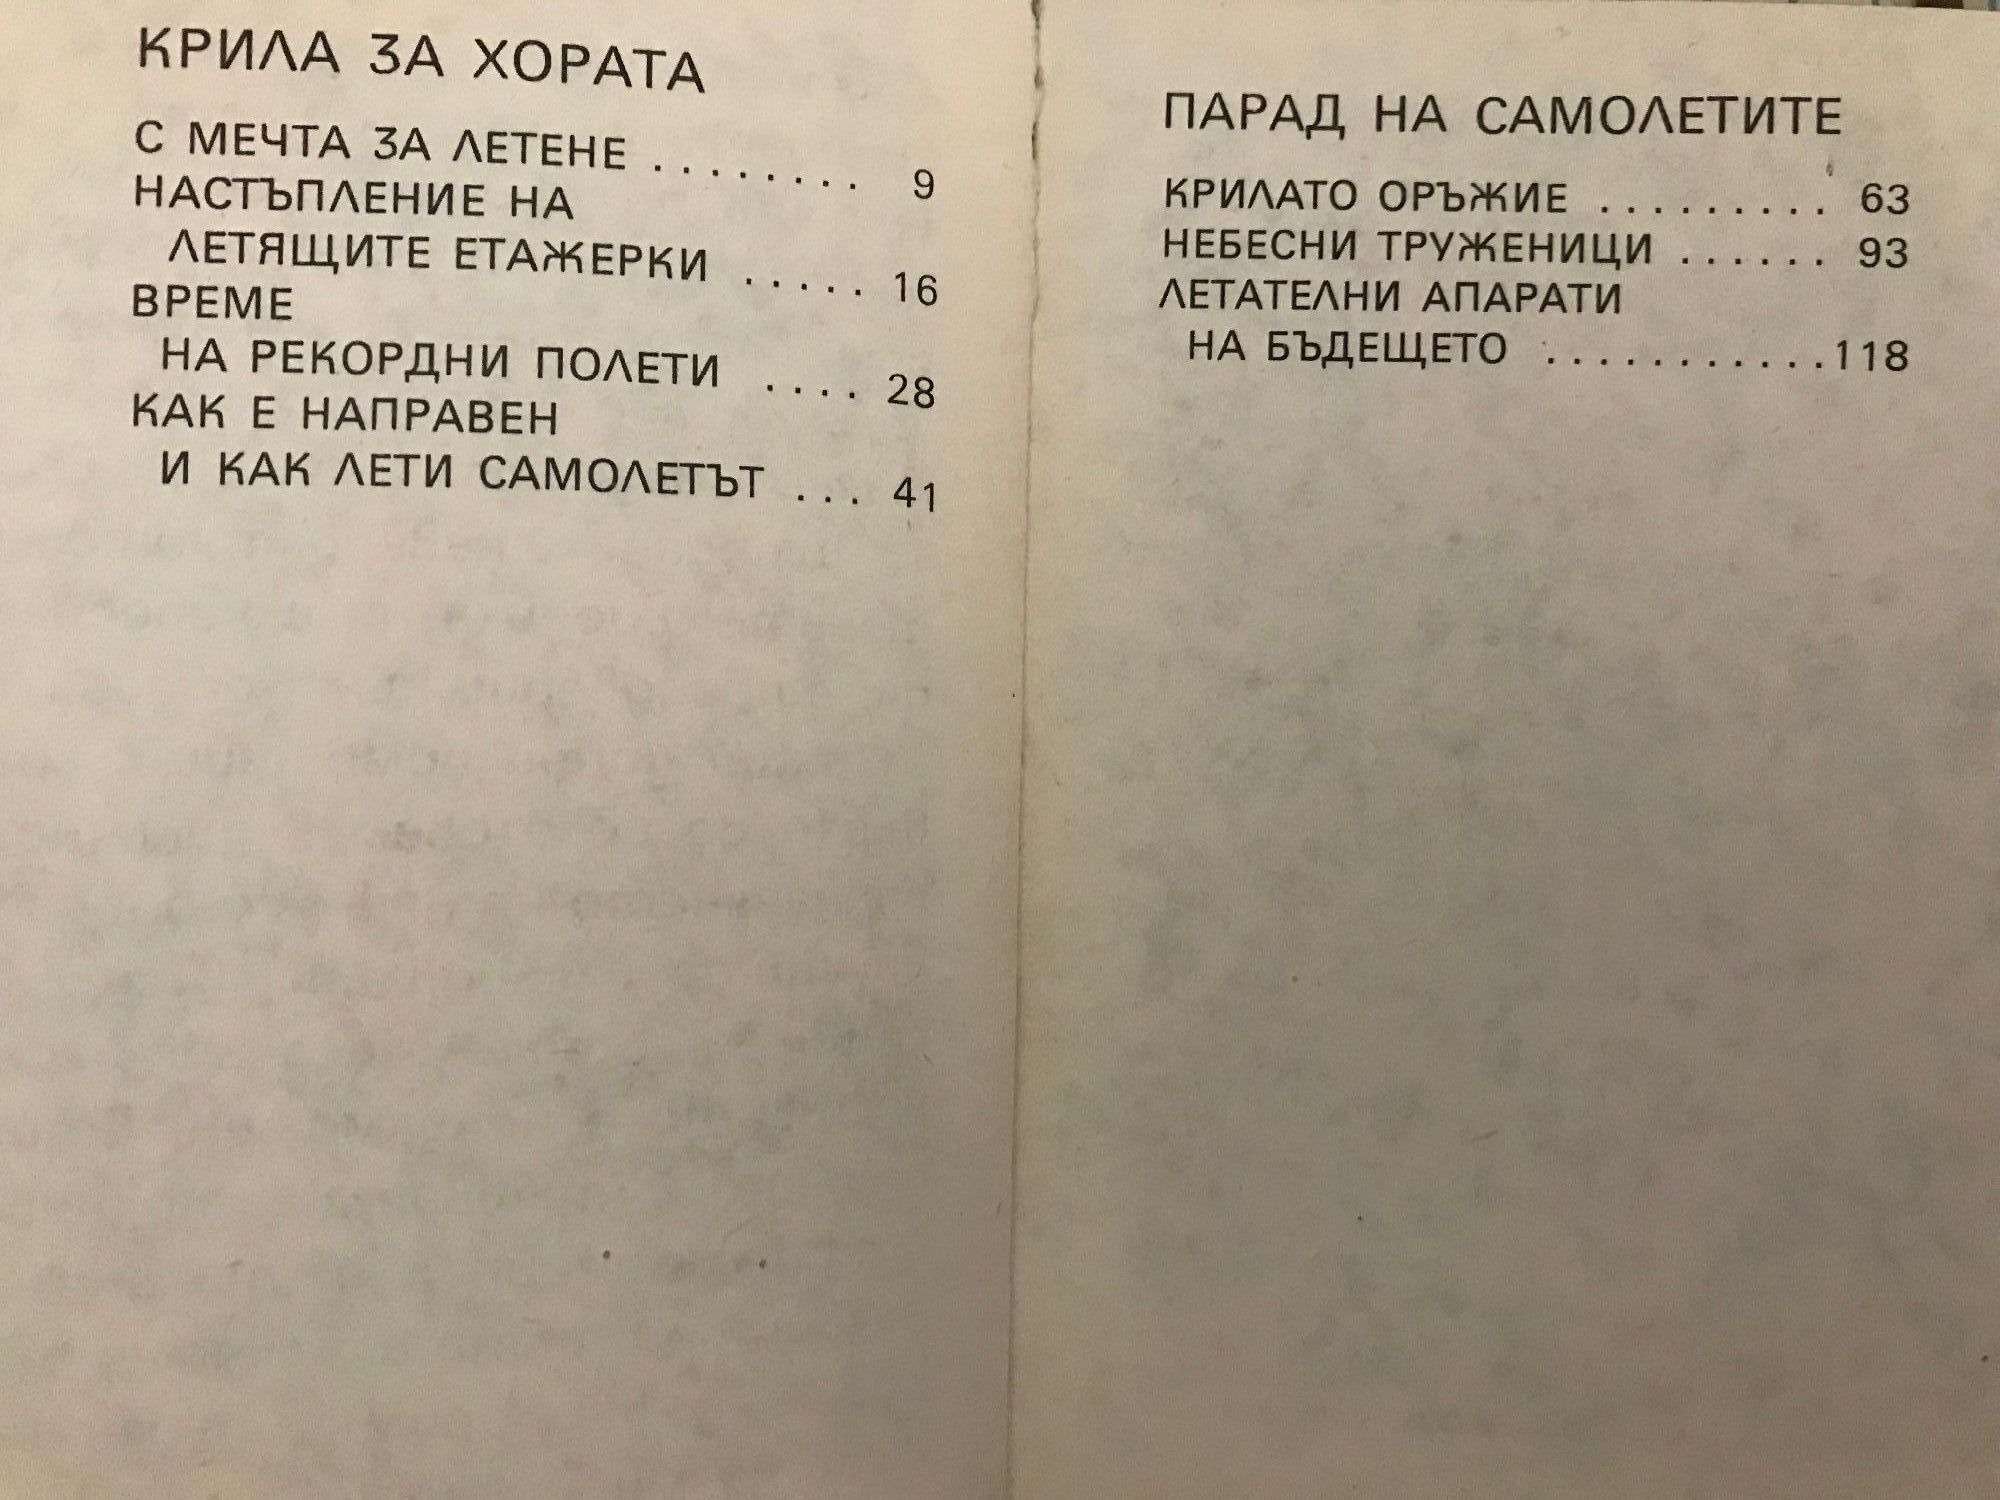 КРИЛА ЗА ХОРАТА
С МЕЧТА ЗА ЛЕТЕНЕ ........ 9
НАСТЪПЛЕНИЕ НА
ЛЕТЯЩИТЕ ЕТАЖЕРКИ ..... 16
ВРЕМЕ
НА РЕКОРДНИ ПОЛЕТИ .... 28
КАК Е НАПРАВЕН
И КАК ЛЕТИ САМОЛЕТЪТ ... 41
ПАРАД НА САМОЛЕТИТЕ
КРИЛАТО ОРЪЖИЕ ......... 63
НЕБЕСНИ ТРУЖЕНИЦИ ...... 93
ЛЕТАТЕЛНИ АПАРАТИ
НА БЪДЕЩЕТО ...........118